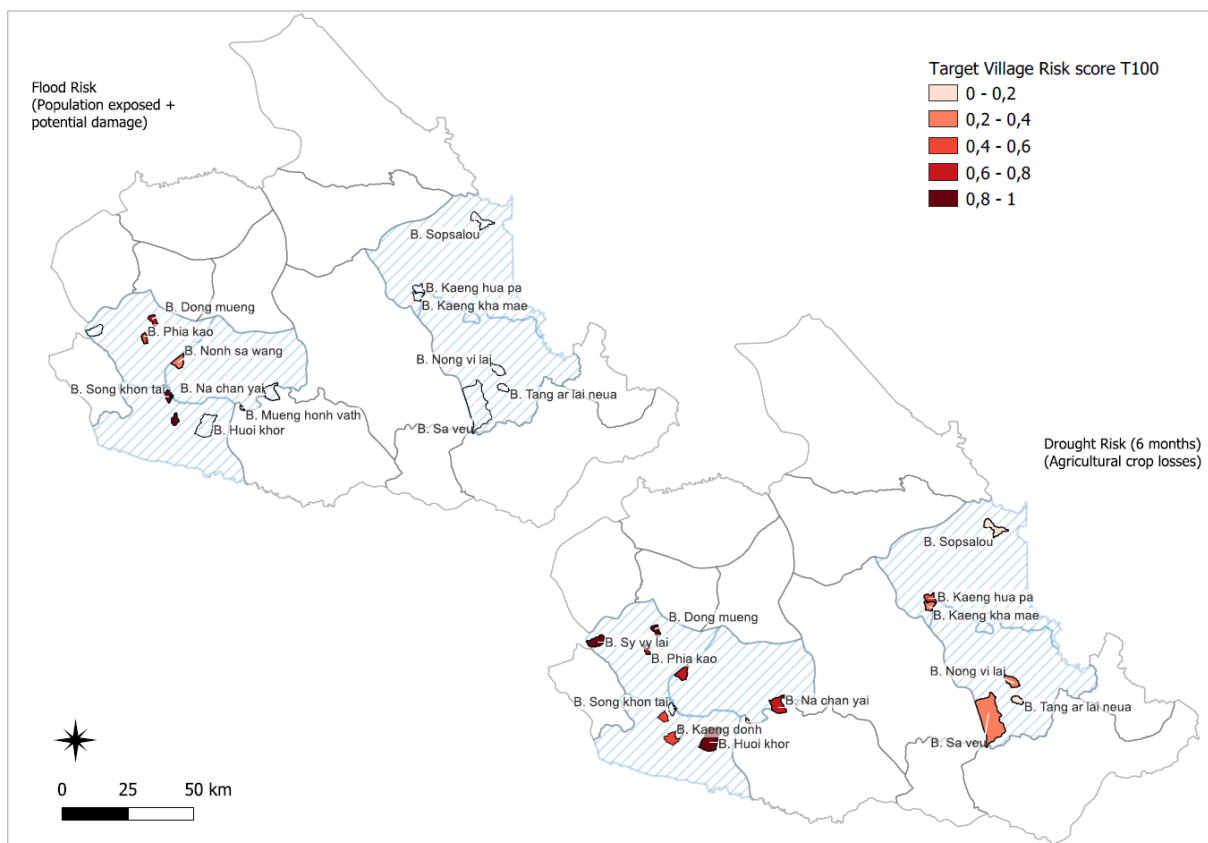 Flood Risk
(Population exposed +
potential damage)
Target Village Risk score T100
0 - 0,2
0,2 - 0,4
0,4 - 0,6
0,6 - 0,8
0,8 - 1
B. Sopsalou
B. Kaeng hua pa
B. Kaeng kha mae
B. Dong mueng
B. Phia kao
B. Nonh sa wang
B. Nong vi lai
B. Song khon tai
B. Na chan yai
B. Tang ar lai neua
B. Mueng honh vath
B. Huoi khor
B. Sa veu
Drought Risk (6 months)
(Agricultural crop losses)
B. Sopsalou
B. Kaeng hua pa
B. Kaeng kha mae
B. Dong mueng
B. Sy vy lai
B. Phia kao
B. Nong vi lai
B. Song khon tai
B. Na chan yai
B. Tang ar lai neua
B. Kaeng donh
B. Huoi khor
B. Sa veu
0 25 50 km